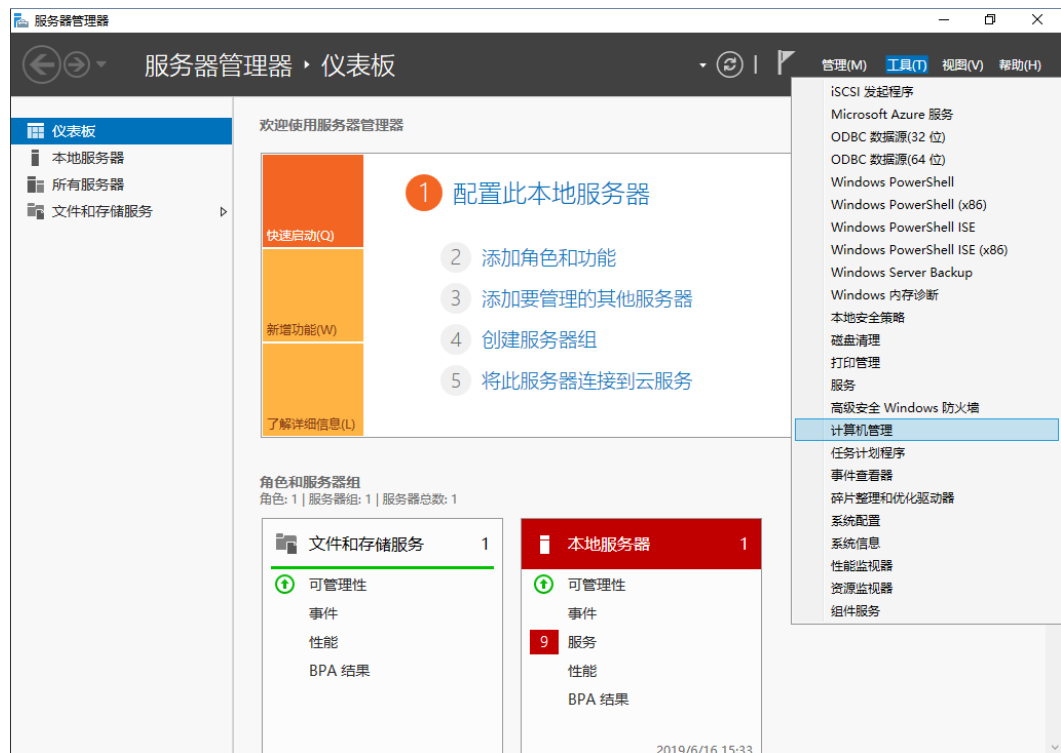 服务器管理器
服务器管理器 · 仪表板
管理(M) 工具(T) 视图(V) 帮助(H)
iSCSI 发起程序
Microsoft Azure 服务
ODBC 数据源(32 位)
ODBC 数据源(64 位)
Windows PowerShell
Windows PowerShell (x86)
Windows PowerShell ISE
Windows PowerShell ISE (x86)
Windows Server Backup
Windows 内存诊断
本地安全策略
磁盘清理
打印管理
服务
高级安全 Windows 防火墙
计算机管理
任务计划程序
事件查看器
碎片整理和优化驱动器
系统配置
系统信息
性能监视器
资源监视器
组件服务
仪表板
本地服务器
所有服务器
文件和存储服务
欢迎使用服务器管理器
快速启动(Q)
新增功能(W)
了解详细信息(L)
1 配置此本地服务器
2 添加角色和功能
3 添加要管理的其他服务器
4 创建服务器组
5 将此服务器连接到云服务
角色和服务器组
角色: 1 | 服务器组: 1 | 服务器总数: 1
文件和存储服务 1
可管理性
事件
性能
BPA 结果
本地服务器 1
可管理性
事件
9 服务
性能
BPA 结果
2019/6/16 15:33